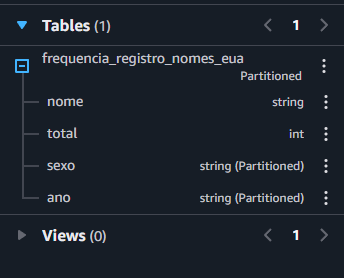 Tables (1) 1
frequencia_registro_nomes_eua
Partitioned
nome string
total int
sexo string (Partitioned)
ano string (Partitioned)
Views (0) 1